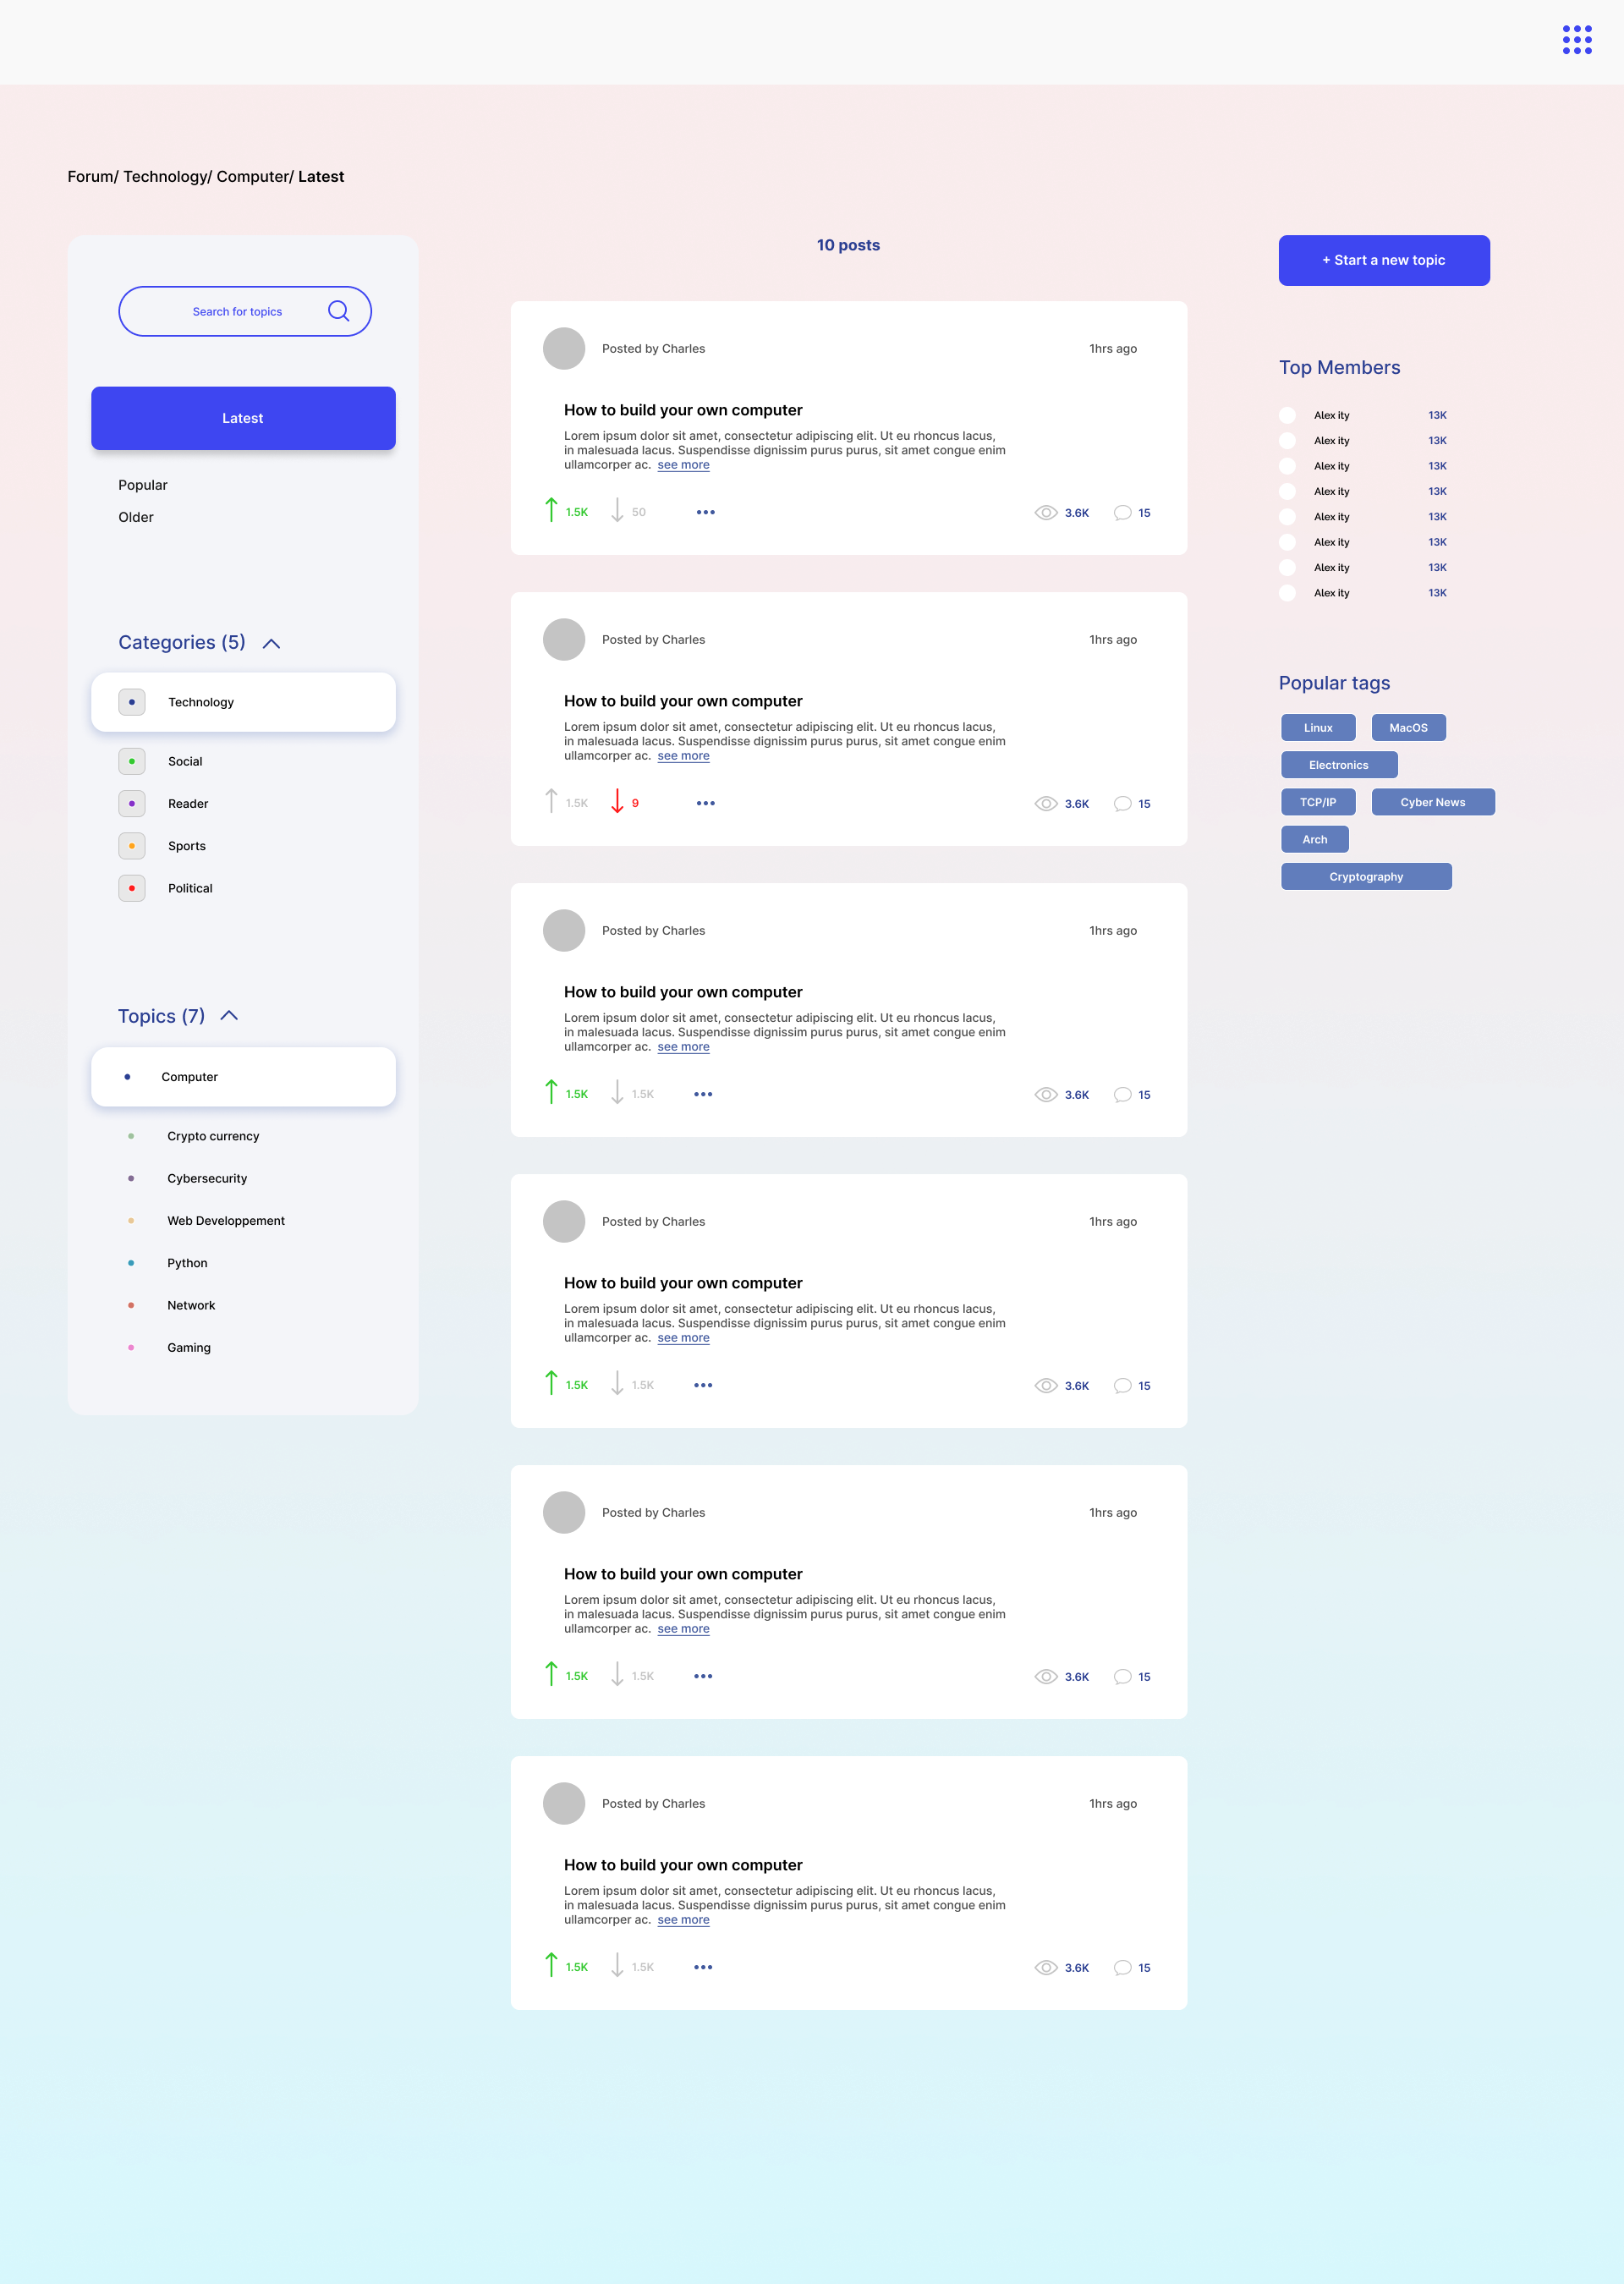 Forum/ Technology/ Computer/ Latest
Search for topics
Latest
Popular
Older
Categories (5)
Technology
Social
Reader
Sports
Political
Topics (7)
Computer
Crypto currency
Cybersecurity
Web Developpement
Python
Network
Gaming
10 posts
Posted by Charles 1hrs ago
How to build your own computer
Lorem ipsum dolor sit amet, consectetur adipiscing elit. Ut eu rhoncus lacus,
in malesuada lacus. Suspendisse dignissim purus purus, sit amet congue enim
ullamcorper ac. see more
1.5K 50 3.6K 15
Posted by Charles 1hrs ago
How to build your own computer
Lorem ipsum dolor sit amet, consectetur adipiscing elit. Ut eu rhoncus lacus,
in malesuada lacus. Suspendisse dignissim purus purus, sit amet congue enim
ullamcorper ac. see more
1.5K 9 3.6K 15
Posted by Charles 1hrs ago
How to build your own computer
Lorem ipsum dolor sit amet, consectetur adipiscing elit. Ut eu rhoncus lacus,
in malesuada lacus. Suspendisse dignissim purus purus, sit amet congue enim
ullamcorper ac. see more
1.5K 1.5K 3.6K 15
Posted by Charles 1hrs ago
How to build your own computer
Lorem ipsum dolor sit amet, consectetur adipiscing elit. Ut eu rhoncus lacus,
in malesuada lacus. Suspendisse dignissim purus purus, sit amet congue enim
ullamcorper ac. see more
1.5K 1.5K 3.6K 15
Posted by Charles 1hrs ago
How to build your own computer
Lorem ipsum dolor sit amet, consectetur adipiscing elit. Ut eu rhoncus lacus,
in malesuada lacus. Suspendisse dignissim purus purus, sit amet congue enim
ullamcorper ac. see more
1.5K 1.5K 3.6K 15
Posted by Charles 1hrs ago
How to build your own computer
Lorem ipsum dolor sit amet, consectetur adipiscing elit. Ut eu rhoncus lacus,
in malesuada lacus. Suspendisse dignissim purus purus, sit amet congue enim
ullamcorper ac. see more
1.5K 1.5K 3.6K 15
+ Start a new topic
Top Members
Alex ity 13K
Alex ity 13K
Alex ity 13K
Alex ity 13K
Alex ity 13K
Alex ity 13K
Alex ity 13K
Alex ity 13K
Popular tags
Linux MacOS
Electronics
TCP/IP Cyber News
Arch
Cryptography